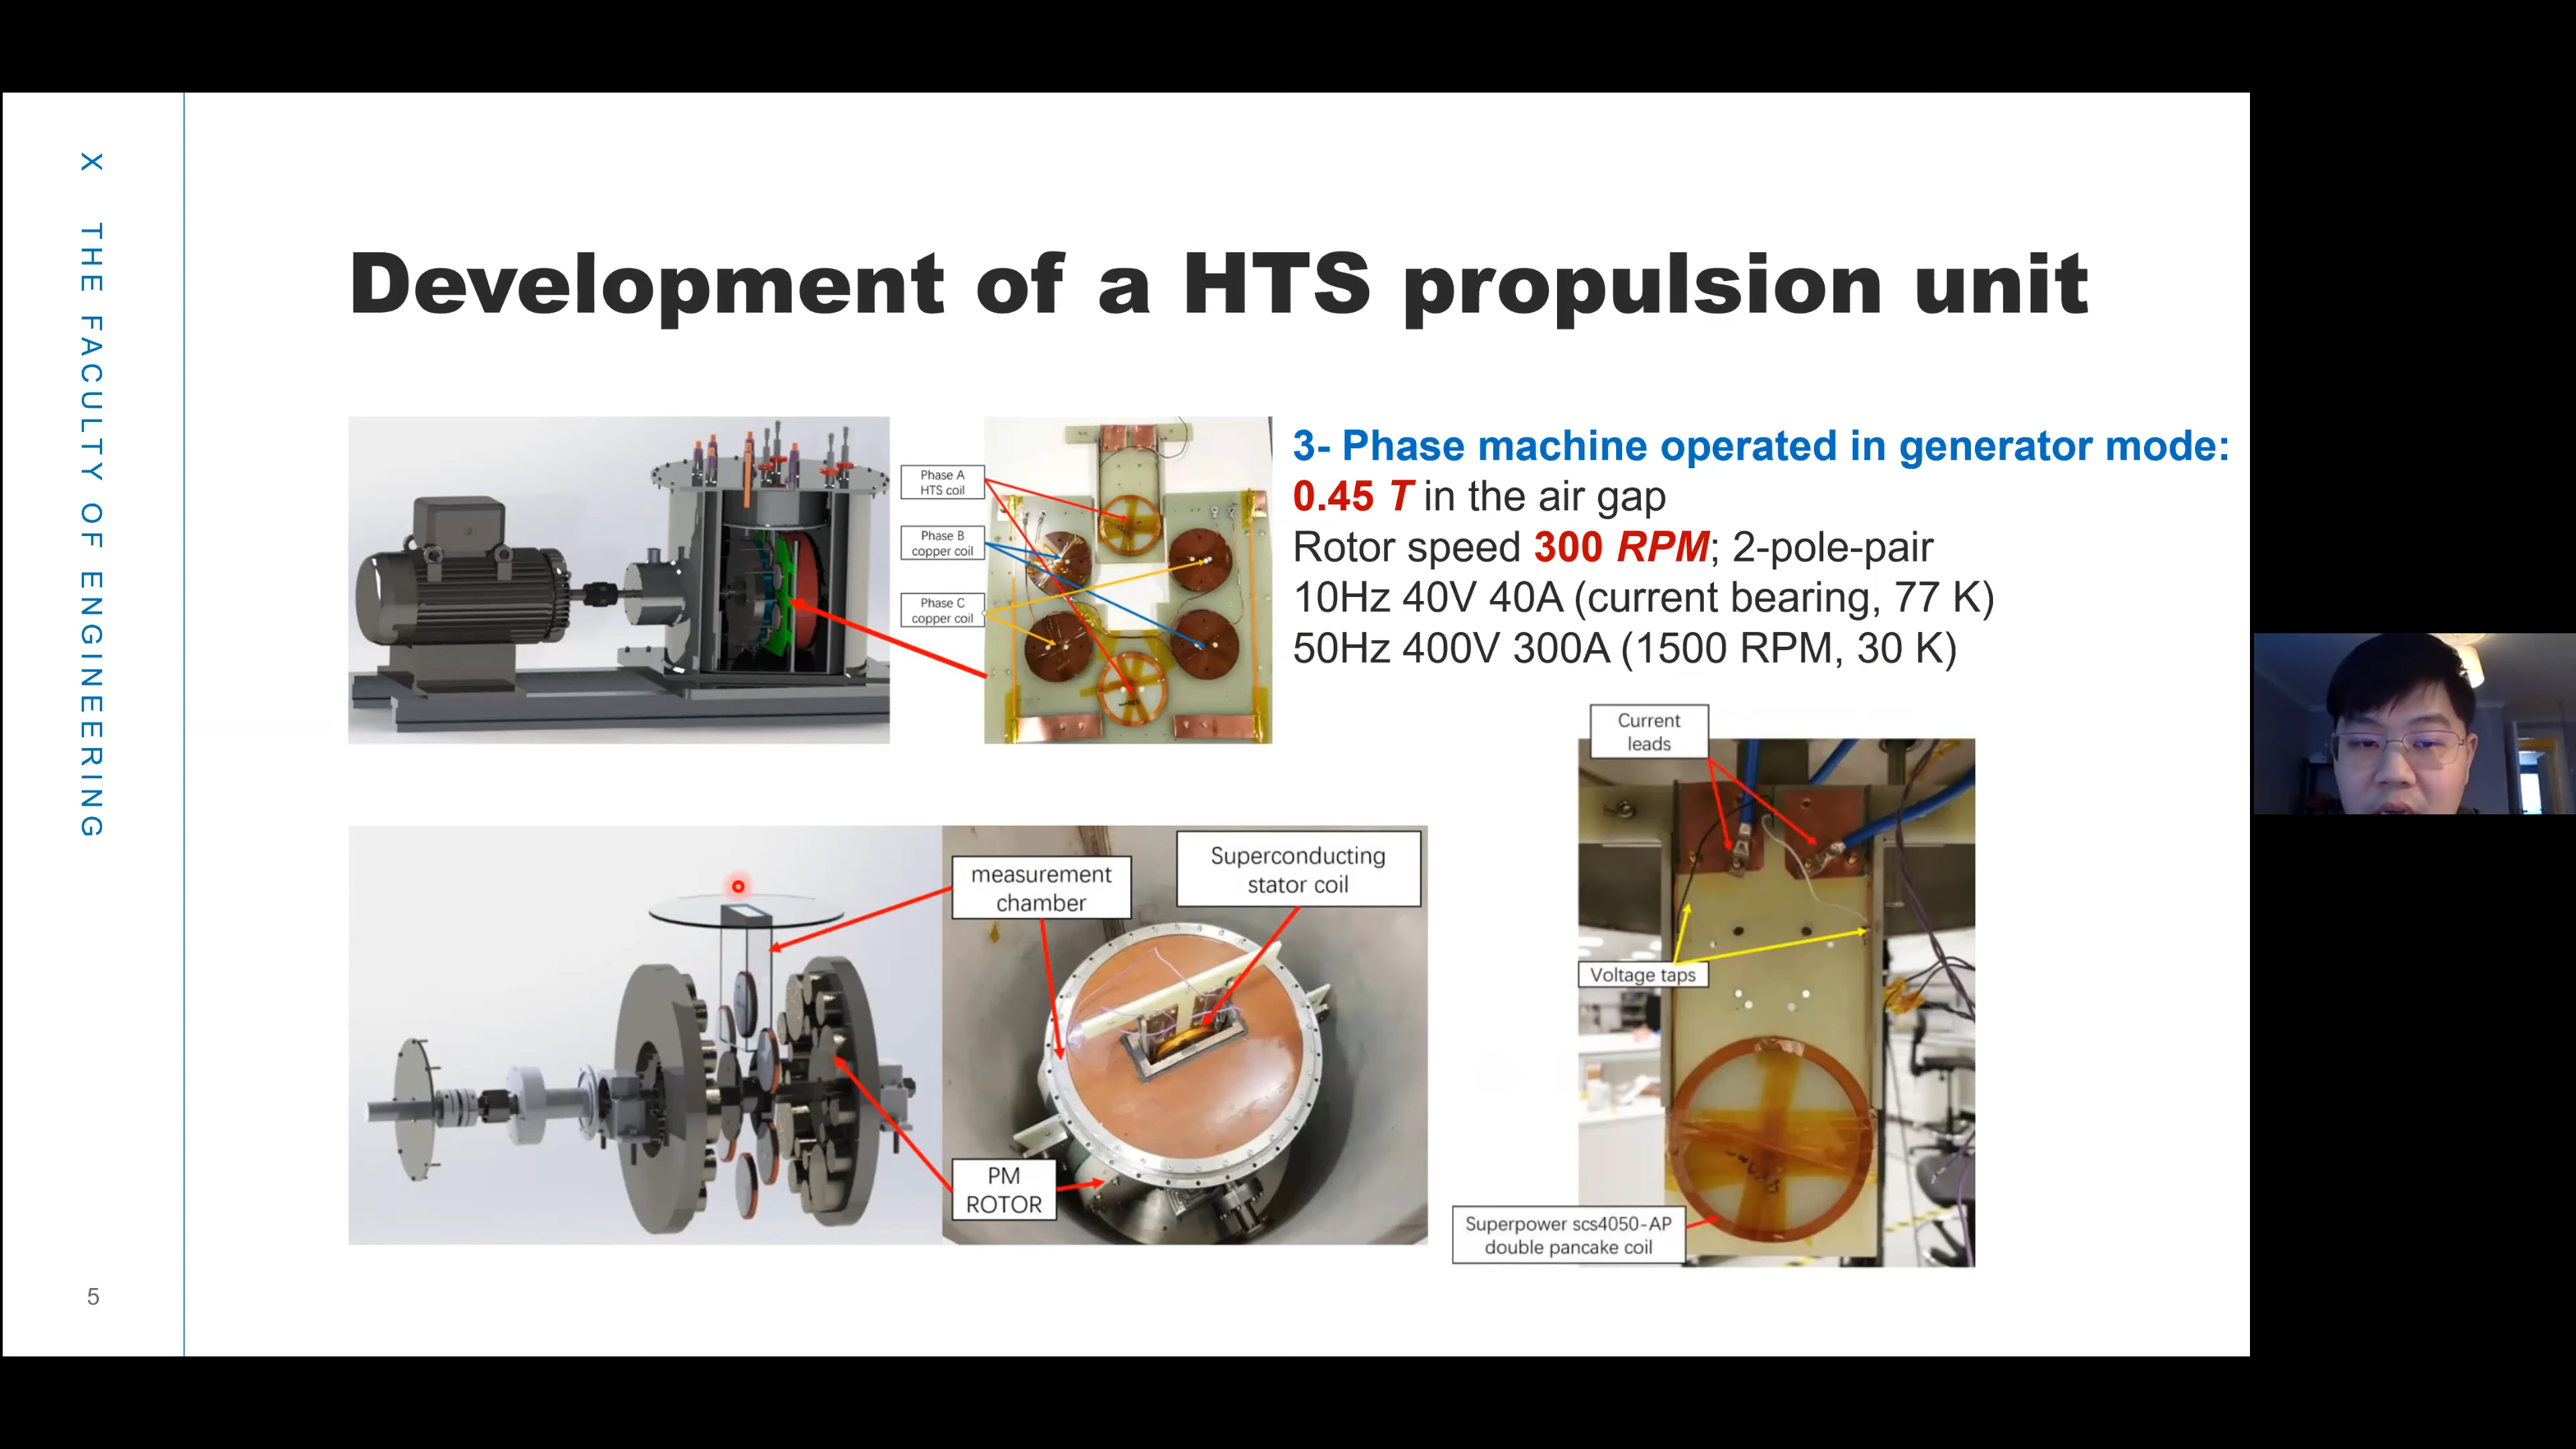 X THE FACULTY OF ENGINEERING
Development of a HTS propulsion unit
Phase A
HTS coil
Phase B
copper coil
Phase C
copper coil
3- Phase machine operated in generator mode:
0.45 T in the air gap
Rotor speed 300 RPM; 2-pole-pair
10Hz 40V 40A (current bearing, 77 K)
50Hz 400V 300A (1500 RPM, 30 K)
measurement
chamber
Superconducting
stator coil
PM
ROTOR
Current
leads
Voltage taps
Superpower scs4050-AP
double pancake coil
5